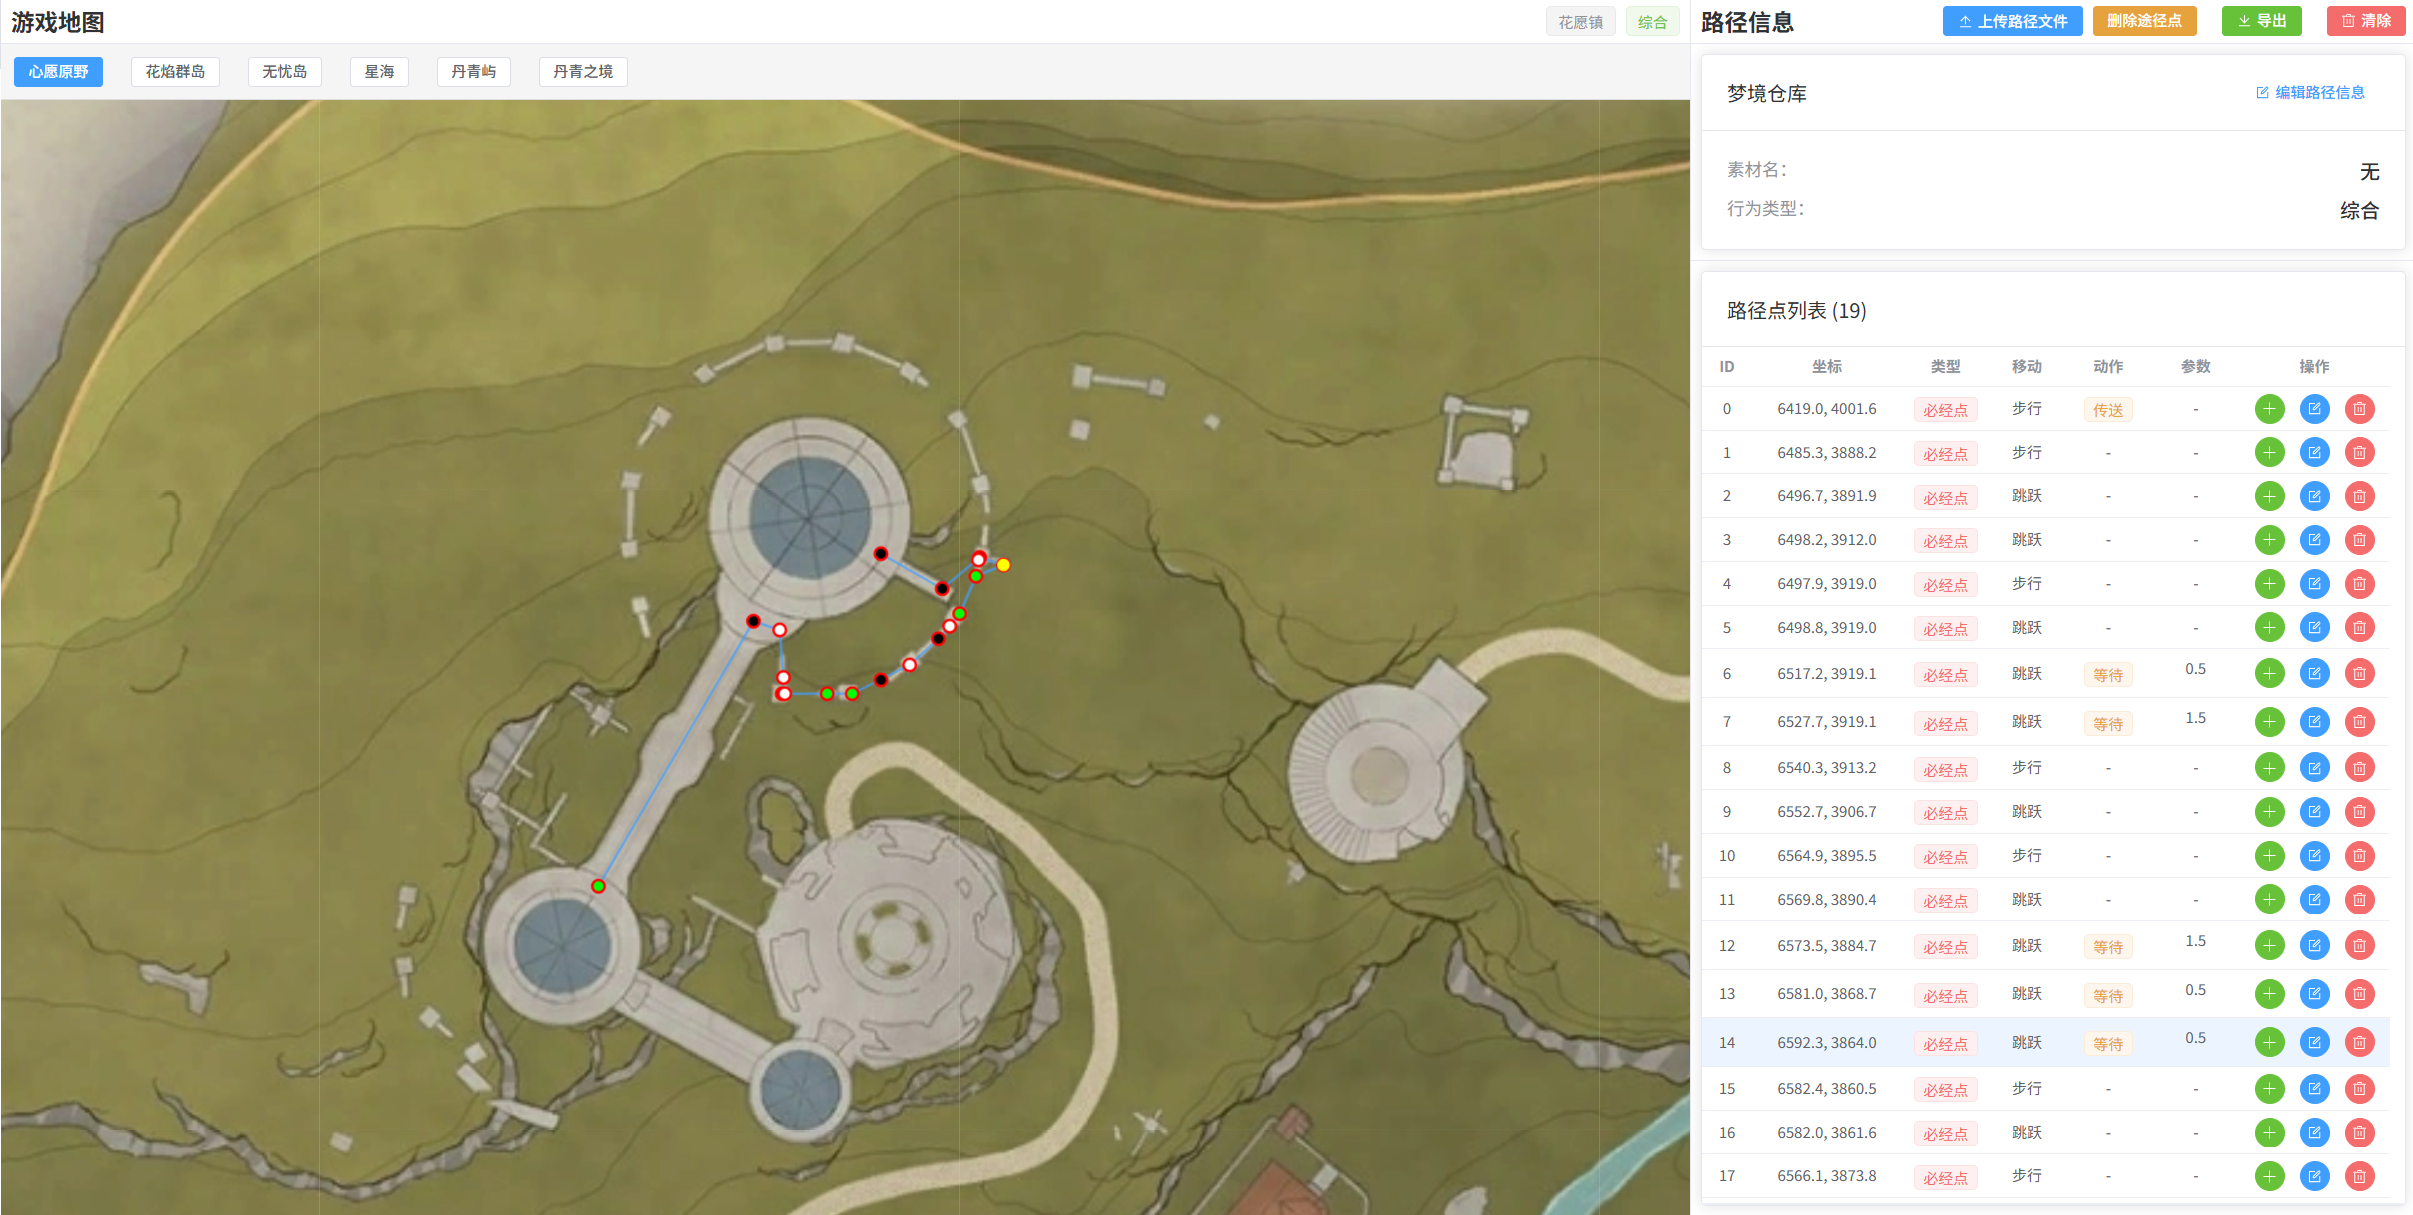 游戏地图
花愿镇 综合
心愿原野 花焰群岛 无忧岛 星海 丹青屿 丹青之境
路径信息
上传路径文件 删除途径点 导出 清除
梦境仓库 编辑路径信息
素材名： 无
行为类型： 综合
路径点列表 (19)
ID 坐标 类型 移动 动作 参数 操作
0 6419.0, 4001.6 必经点 步行 传送 -
1 6485.3, 3888.2 必经点 步行 - -
2 6496.7, 3891.9 必经点 跳跃 - -
3 6498.2, 3912.0 必经点 跳跃 - -
4 6497.9, 3919.0 必经点 步行 - -
5 6498.8, 3919.0 必经点 跳跃 - -
6 6517.2, 3919.1 必经点 跳跃 等待 0.5
7 6527.7, 3919.1 必经点 跳跃 等待 1.5
8 6540.3, 3913.2 必经点 步行 - -
9 6552.7, 3906.7 必经点 跳跃 - -
10 6564.9, 3895.5 必经点 步行 - -
11 6569.8, 3890.4 必经点 跳跃 - -
12 6573.5, 3884.7 必经点 跳跃 等待 1.5
13 6581.0, 3868.7 必经点 跳跃 等待 0.5
14 6592.3, 3864.0 必经点 跳跃 等待 0.5
15 6582.4, 3860.5 必经点 步行 - -
16 6582.0, 3861.6 必经点 跳跃 - -
17 6566.1, 3873.8 必经点 步行 - -